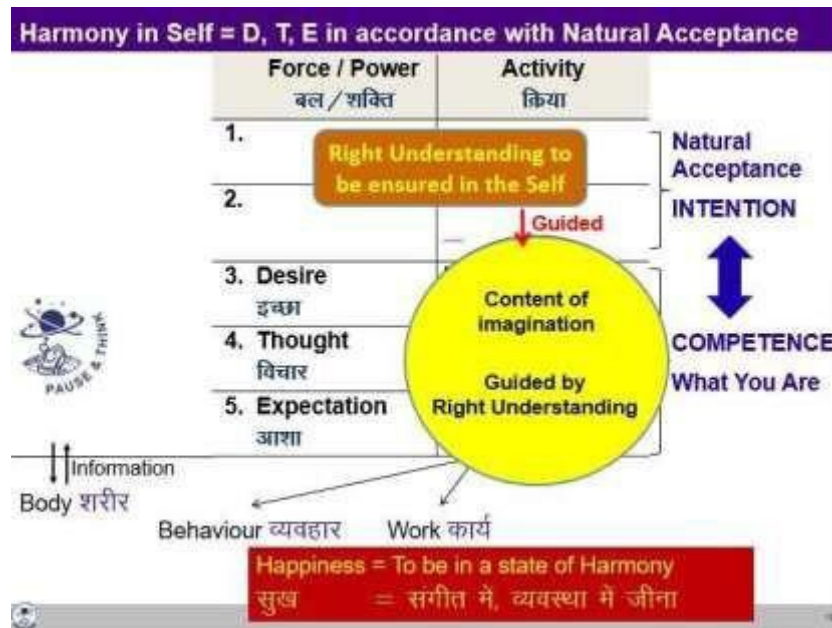 Harmony in Self = D, T, E in accordance with Natural Acceptance
Force / Power
बल / शक्ति
Activity
क्रिया
1.
Right Understanding to
be ensured in the Self
2.
Guided
Natural
Acceptance
INTENTION
3. Desire
इच्छा
4. Thought
विचार
5. Expectation
आशा
Content of
imagination
Guided by
Right Understanding
COMPETENCE
What You Are
PAUSE & THINK
Information
Body शरीर
Behaviour व्यवहार
Work कार्य
Happiness = To be in a state of Harmony
सुख = संगीत में, व्यवस्था में जीना